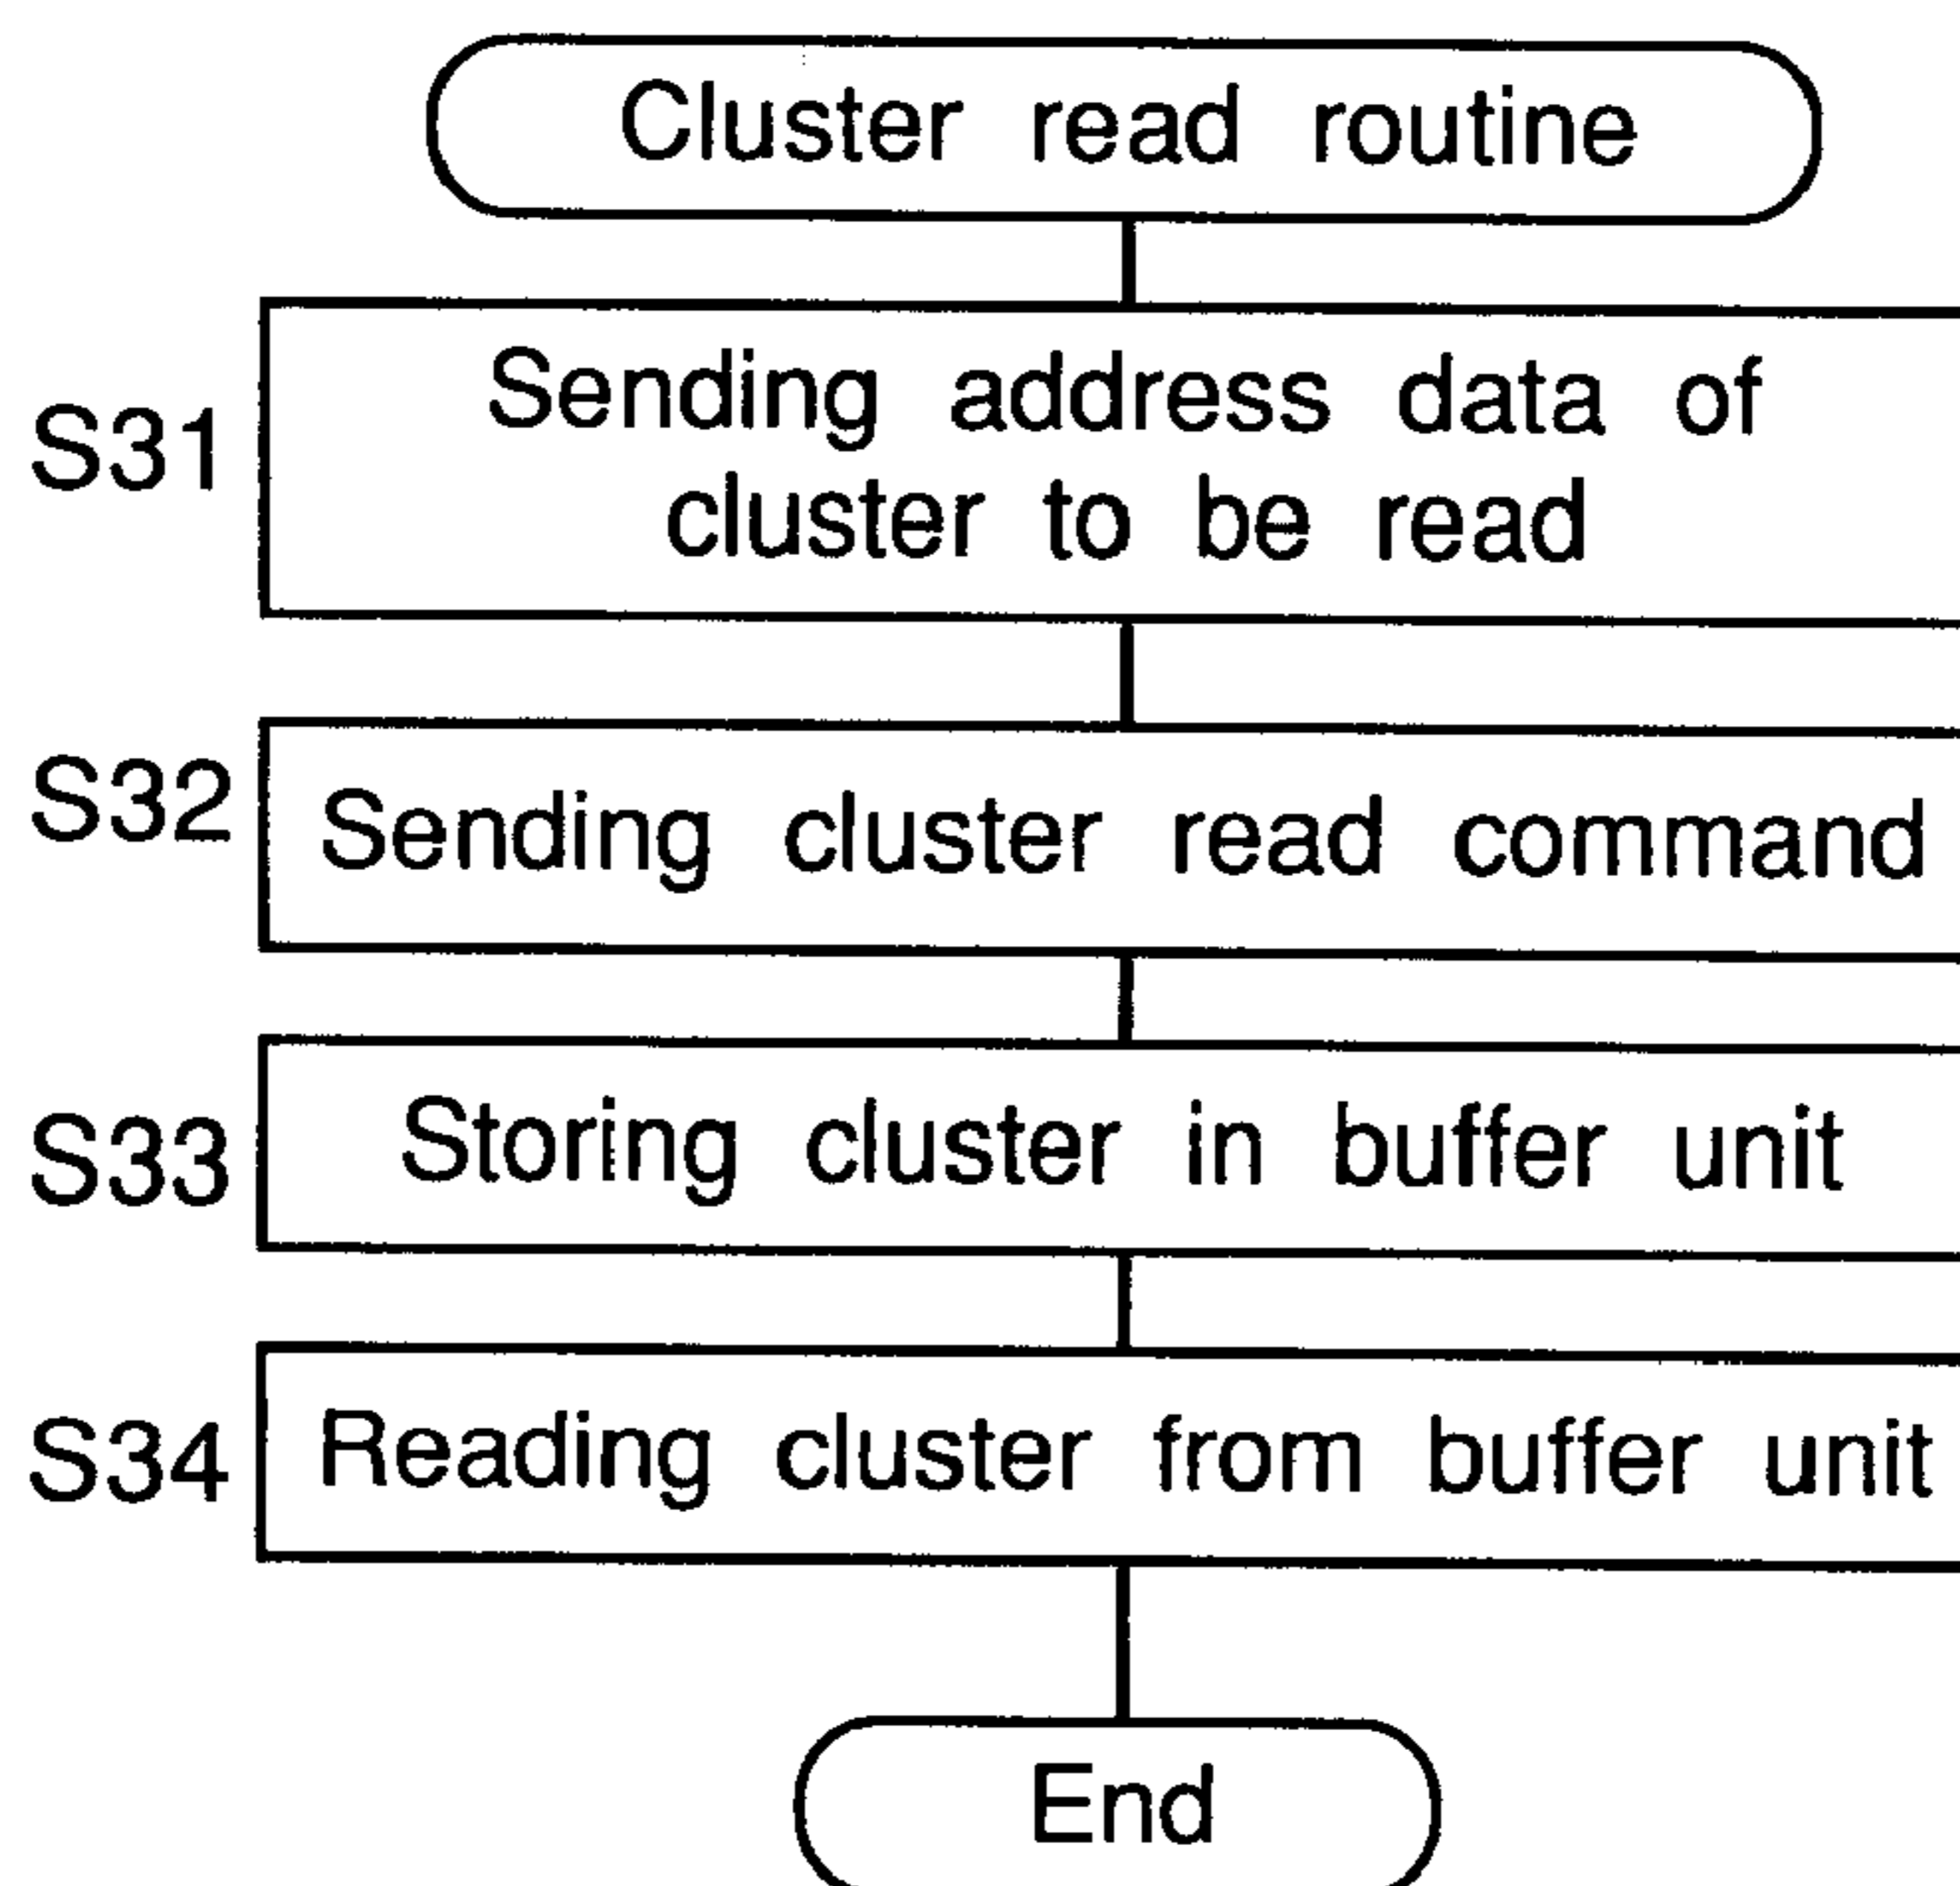 Cluster read routine
S31
Sending address data of
cluster to be read
S32
Sending cluster read command
S33
Storing cluster in buffer unit
S34
Reading cluster from buffer unit
End